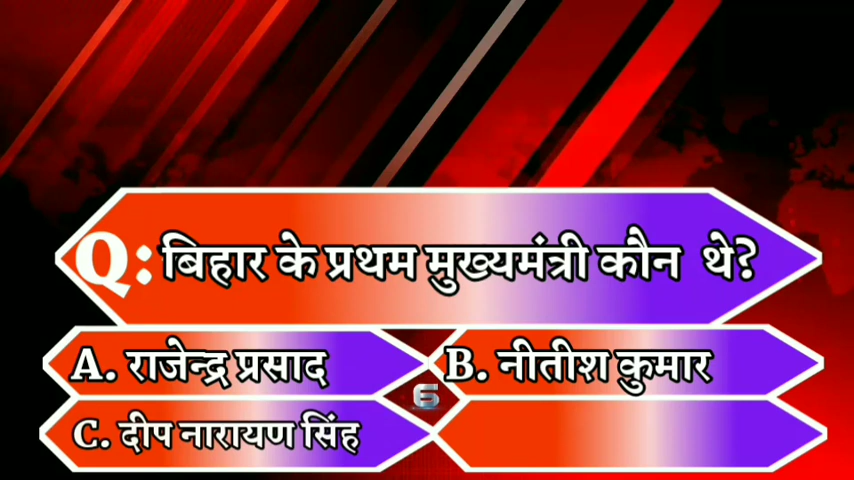 Q: बिहार के प्रथम मुख्यमंत्री कौन थे?
A. राजेन्द्र प्रसाद
B. नीतीश कुमार
6
C. दीप नारायण सिंह